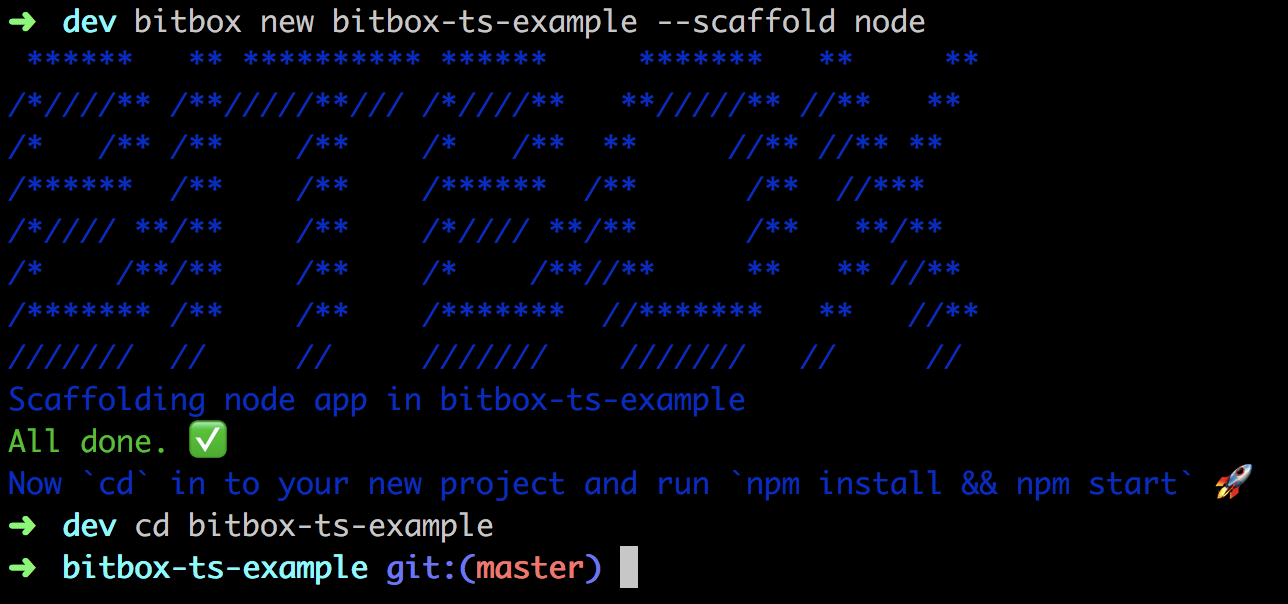 ➜  dev bitbox new bitbox-ts-example --scaffold node
 ******   ** ********** ******     *******   **     **
/*////** /**/////**/// /*////**   **/////** //**   **
/*   /** /**    /**    /*   /**  **     //** //** **
/******  /**    /**    /******  /**      /**  //***
/*//// **/**    /**    /*//// **/**      /**   **/**
/*    /**/**    /**    /*    /**//**     **   ** //**
/******* /**    /**    /*******  //*******   **   //**
///////  //     //     ///////    ///////   //     //
Scaffolding node app in bitbox-ts-example
All done. ✅
Now `cd` in to your new project and run `npm install && npm start` 🚀
➜  dev cd bitbox-ts-example
➜  bitbox-ts-example git:(master)